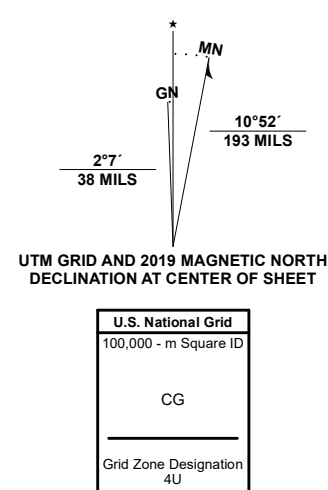 ★
MN
GN
10°52´
193 MILS
2°7´
38 MILS
UTM GRID AND 2019 MAGNETIC NORTH
DECLINATION AT CENTER OF SHEET
U.S. National Grid
100,000 - m Square ID
CG
Grid Zone Designation
4U